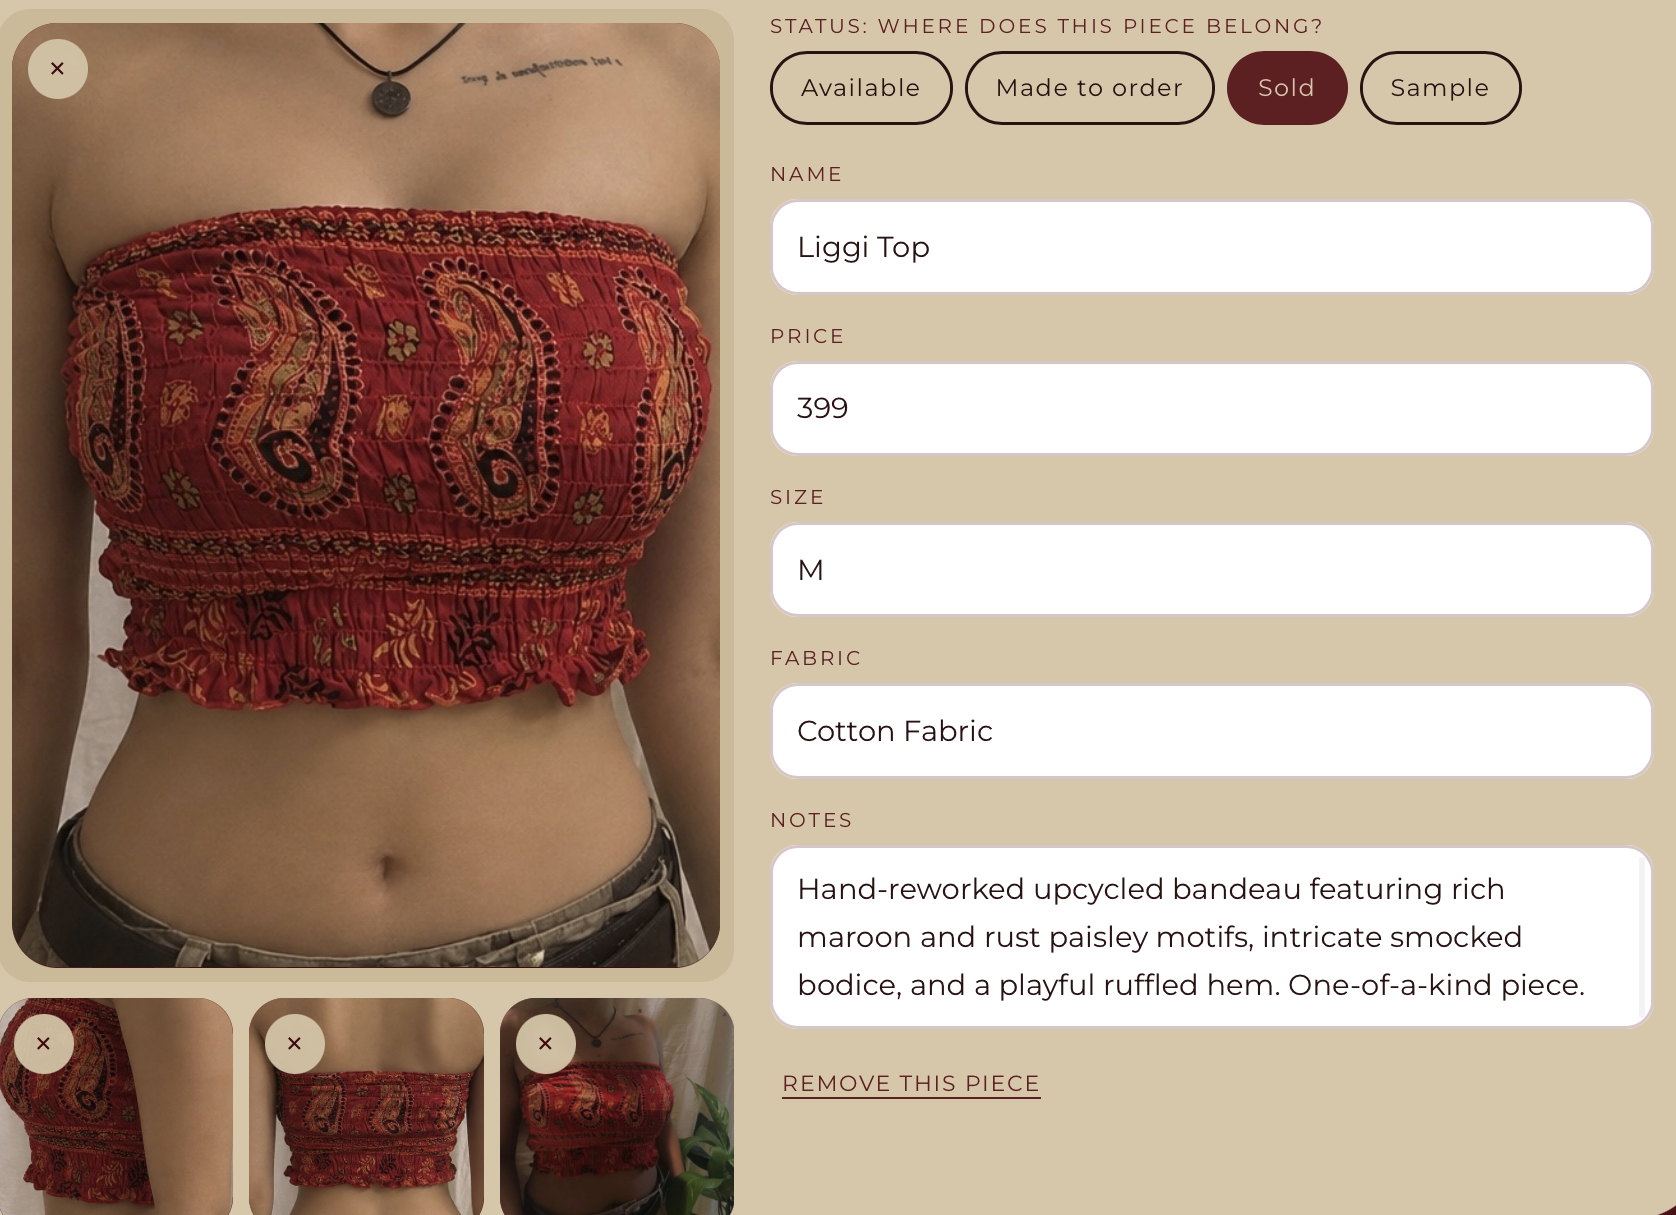 STATUS: WHERE DOES THIS PIECE BELONG?
Available
Made to order
Sold
Sample
NAME
Liggi Top
PRICE
399
SIZE
M
FABRIC
Cotton Fabric
NOTES
Hand-reworked upcycled bandeau featuring rich
maroon and rust paisley motifs, intricate smocked
bodice, and a playful ruffled hem. One-of-a-kind piece.
REMOVE THIS PIECE